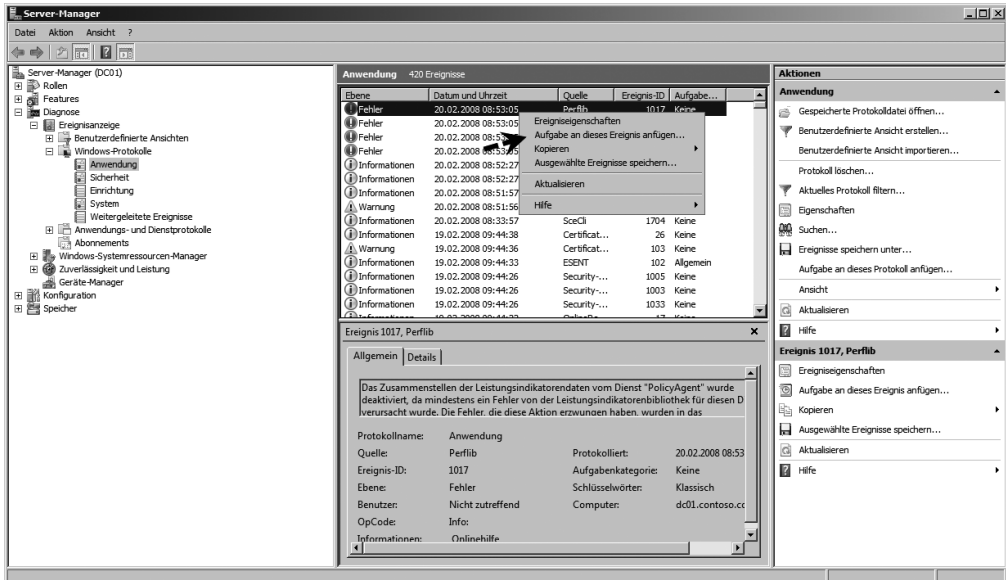 Server-Manager
Datei Aktion Ansicht ?
Server-Manager (DC01)
Rollen
Features
Diagnose
Ereignisanzeige
Benutzerdefinierte Ansichten
Windows-Protokolle
Anwendung
Sicherheit
Einrichtung
System
Weitergeleitete Ereignisse
Anwendungs- und Dienstprotokolle
Abonnements
Windows-Systemressourcen-Manager
Zuverlässigkeit und Leistung
Geräte-Manager
Konfiguration
Speicher
Anwendung 420 Ereignisse
Ebene Datum und Uhrzeit Quelle Ereignis-ID Aufgabe...
Fehler 20.02.2008 08:53:05 Perflib 1017 Keine
Fehler 20.02.2008 08:53:05
Fehler 20.02.2008
Fehler 20.02.2008
Informationen 20.02.2008 08:52:27
Informationen 20.02.2008 08:52:27
Informationen 20.02.2008 08:51:57
Warnung 20.02.2008 08:51:56
Informationen 20.02.2008 08:33:57 SceCli 1704 Keine
Informationen 19.02.2008 09:44:38 Certificat... 26 Keine
Warnung 19.02.2008 09:44:36 Certificat... 103 Keine
Informationen 19.02.2008 09:44:33 ESENT 102 Allgemein
Informationen 19.02.2008 09:44:26 Security-... 1005 Keine
Informationen 19.02.2008 09:44:26 Security-... 1003 Keine
Informationen 19.02.2008 09:44:26 Security-... 1033 Keine
Ereigniseigenschaften
Aufgabe an dieses Ereignis anfügen...
Kopieren
Ausgewählte Ereignisse speichern...
Aktualisieren
Hilfe
Ereignis 1017, Perflib
Allgemein Details
Das Zusammenstellen der Leistungsindikatorendaten vom Dienst "PolicyAgent" wurde
deaktiviert, da mindestens ein Fehler von der Leistungsindikatorenbibliothek für diesen D
verursacht wurde. Die Fehler, die diese Aktion erzwungen haben, wurden in das
Protokollname: Anwendung
Quelle: Perflib Protokolliert: 20.02.2008 08:53
Ereignis-ID: 1017 Aufgabenkategorie: Keine
Ebene: Fehler Schlüsselwörter: Klassisch
Benutzer: Nicht zutreffend Computer: dc01.contoso.cc
OpCode: Info:
Informationen: Onlinehilfe
Aktionen
Anwendung
Gespeicherte Protokolldatei öffnen...
Benutzerdefinierte Ansicht erstellen...
Benutzerdefinierte Ansicht importieren...
Protokoll löschen...
Aktuelles Protokoll filtern...
Eigenschaften
Suchen...
Ereignisse speichern unter...
Aufgabe an dieses Protokoll anfügen...
Ansicht
Aktualisieren
Hilfe
Ereignis 1017, Perflib
Ereigniseigenschaften
Aufgabe an dieses Ereignis anfügen...
Kopieren
Ausgewählte Ereignisse speichern...
Aktualisieren
Hilfe